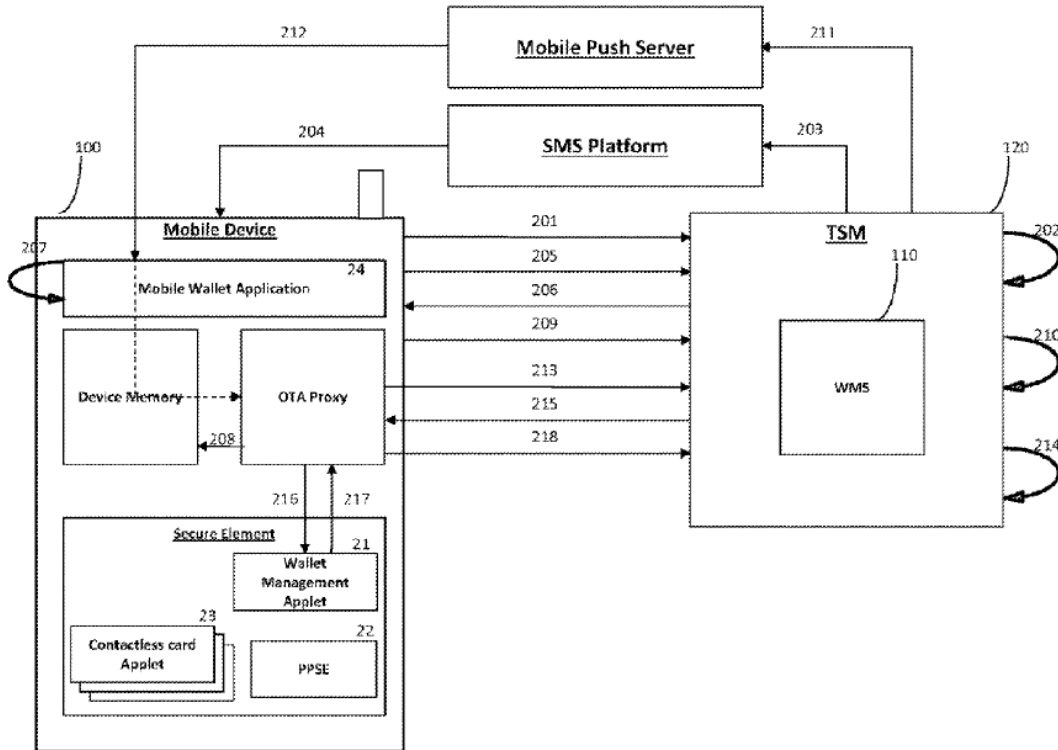 212
Mobile Push Server
211
204
SMS Platform
203
100
120
Mobile Device
201
TSM
202
207
24
205
110
Mobile Wallet Application
206
209
210
Device Memory
OTA Proxy
213
WMS
215
208
218
214
216
217
Secure Element
21
Wallet
Management
Applet
23
22
Contactless card
Applet
PPSE